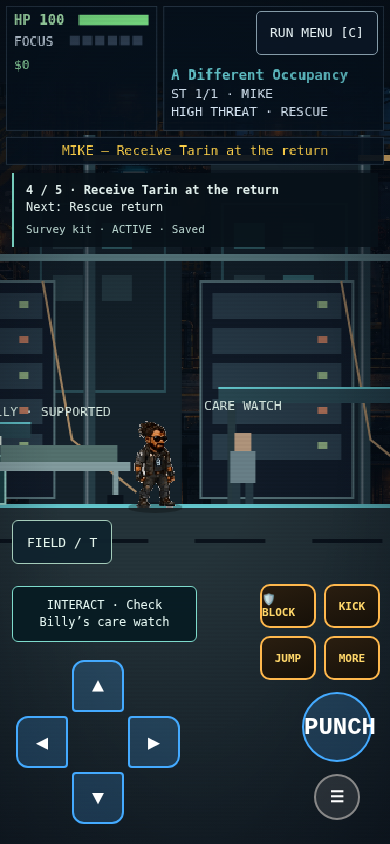 HP 100
FOCUS
$0
RUN MENU [C]
A Different Occupancy
ST 1/1 · MIKE
HIGH THREAT · RESCUE
MIKE — Receive Tarin at the return
4 / 5 · Receive Tarin at the return
Next: Rescue return
Survey kit · ACTIVE · Saved
LLY · SUPPORTED
CARE WATCH
FIELD / T
INTERACT · Check
Billy’s care watch
BLOCK
KICK
JUMP
MORE
PUNCH